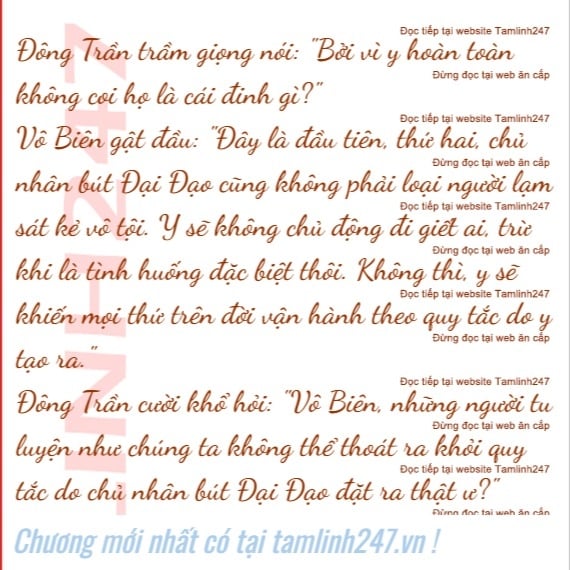 Đọc tiếp tại website Tamlinh247
Đông Trần trầm giọng nói: "Bởi vì y hoàn toàn
Đừng đọc tại web ăn cắp
không coi họ là cái đinh gì?"
Đọc tiếp tại website Tamlinh247
Vô Biên gật đầu: "Đây là đầu tiên, thứ hai, chủ
Đừng đọc tại web ăn cắp
nhân bút Đại Đạo cũng không phải loại người lạm
Đọc tiếp tại website Tamlinh247
sát kẻ vô tội. Y sẽ không chủ động đi giết ai, trừ
Đừng đọc tại web ăn cắp
khi là tình huống đặc biệt thôi. Không thì, y sẽ
Đọc tiếp tại website Tamlinh247
khiến mọi thứ trên đời vận hành theo quy tắc do y
Đừng đọc tại web ăn cắp
tạo ra."
Đọc tiếp tại website Tamlinh247
Đông Trần cười khổ hỏi: "Vô Biên, những người tu
Đừng đọc tại web ăn cắp
luyện như chúng ta không thể thoát ra khỏi quy
Đọc tiếp tại website Tamlinh247
tắc do chủ nhân bút Đại Đạo đặt ra thật ư?"
Đừng đọc tại web ăn cắp
LINH247
Chương mới nhất có tại tamlinh247.vn !